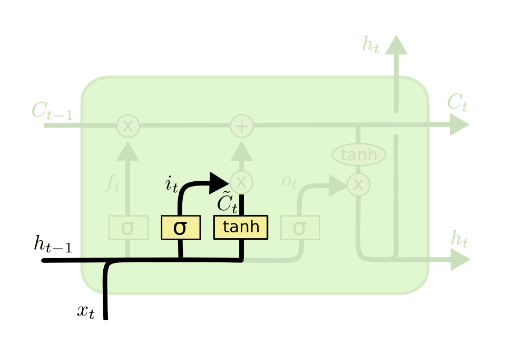 h_t
C_{t-1}
x
+
C_t
tanh
f_t
i_t
x
o_t
x
C̃_t
σ
σ
tanh
σ
h_{t-1}
h_t
x_t